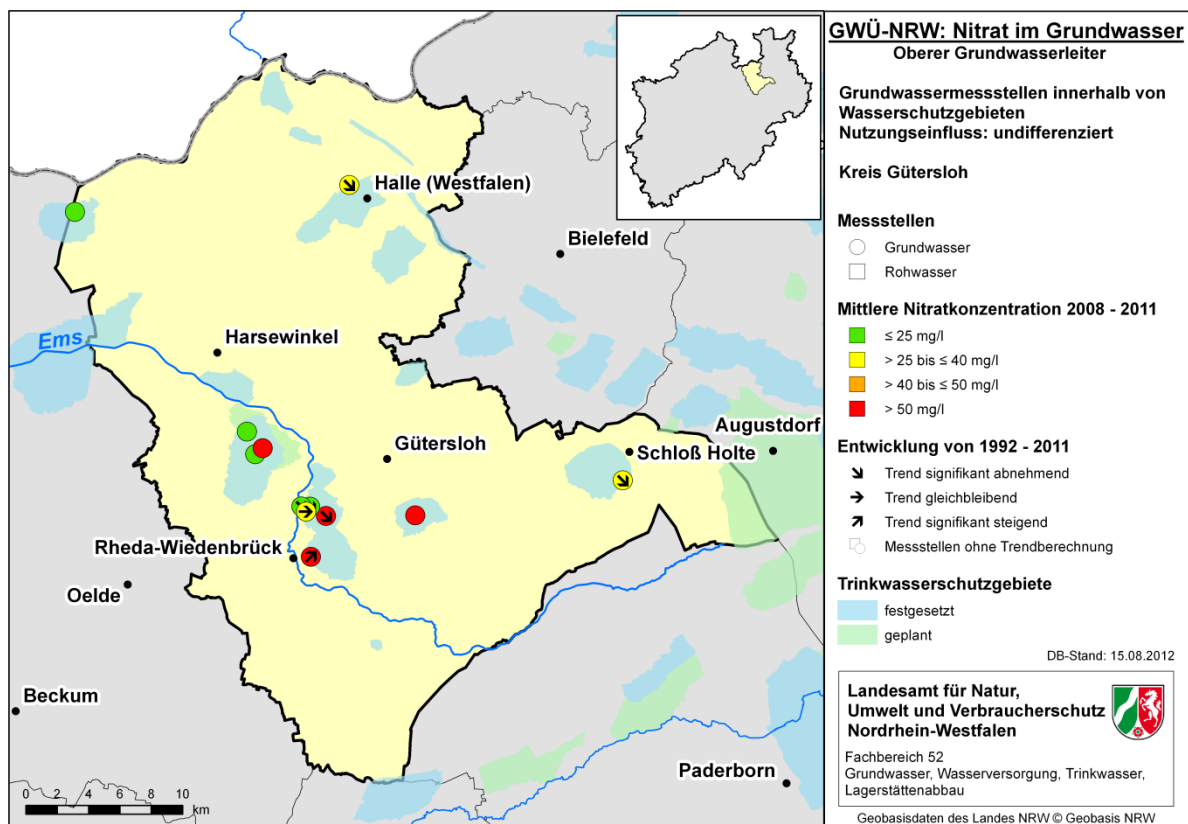 GWÜ-NRW: Nitrat im Grundwasser
Oberer Grundwasserleiter
Grundwassermessstellen innerhalb von
Wasserschutzgebieten
Nutzungseinfluss: undifferenziert
Kreis Gütersloh
Messstellen
Grundwasser
Rohwasser
Mittlere Nitratkonzentration 2008 - 2011
≤ 25 mg/l
> 25 bis ≤ 40 mg/l
> 40 bis ≤ 50 mg/l
> 50 mg/l
Entwicklung von 1992 - 2011
Trend signifikant abnehmend
Trend gleichbleibend
Trend signifikant steigend
Messstellen ohne Trendberechnung
Trinkwasserschutzgebiete
festgesetzt
geplant
DB-Stand: 15.08.2012
Landesamt für Natur,
Umwelt und Verbraucherschutz
Nordrhein-Westfalen
Fachbereich 52
Grundwasser, Wasserversorgung, Trinkwasser,
Lagerstättenabbau
Geobasisdaten des Landes NRW © Geobasis NRW
Halle (Westfalen)
Bielefeld
Ems
Harsewinkel
Augustdorf
Gütersloh
Schloß Holte
Rheda-Wiedenbrück
Oelde
Beckum
Paderborn
0 2 4 6 8 10
km